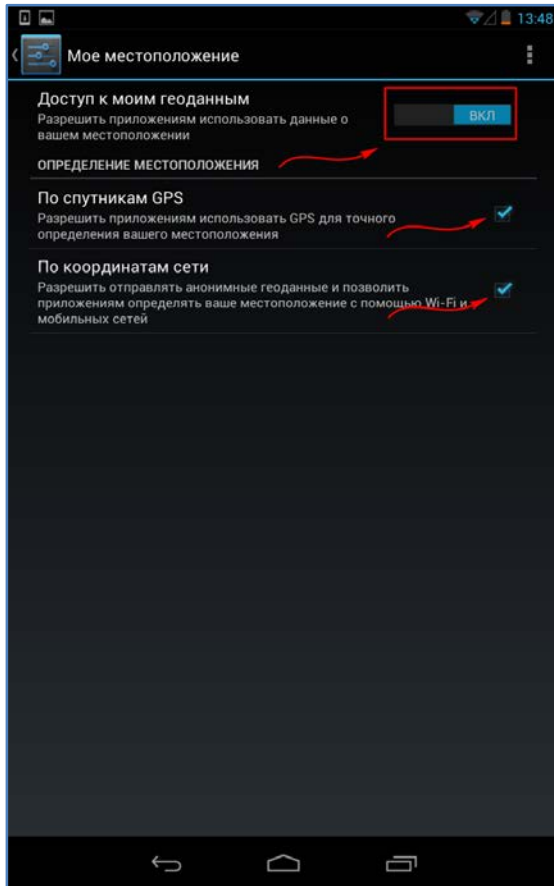 13:48
Мое местоположение
Доступ к моим геоданным
Разрешить приложениям использовать данные о
вашем местоположении
ВКЛ
ОПРЕДЕЛЕНИЕ МЕСТОПОЛОЖЕНИЯ
По спутникам GPS
Разрешить приложениям использовать GPS для точного
определения вашего местоположения
По координатам сети
Разрешить отправлять анонимные геоданные и позволить
приложениям определять ваше местоположение с помощью Wi-Fi и
мобильных сетей